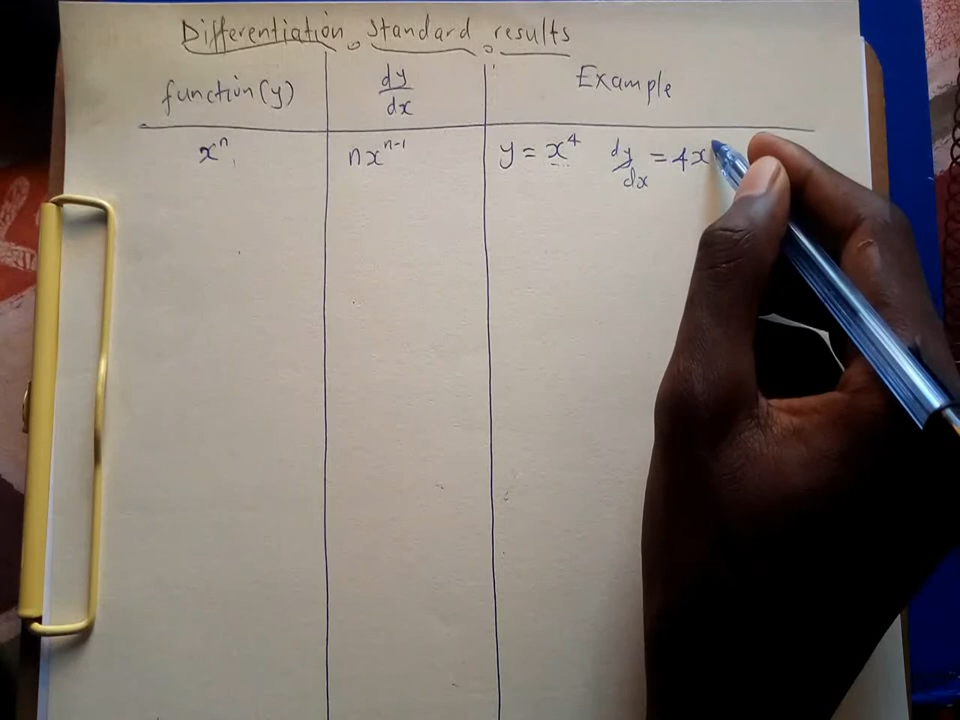 Differentiation standard results
function(y) dy/dx Example
xⁿ nxⁿ⁻¹ y = x⁴ dy/dx = 4x